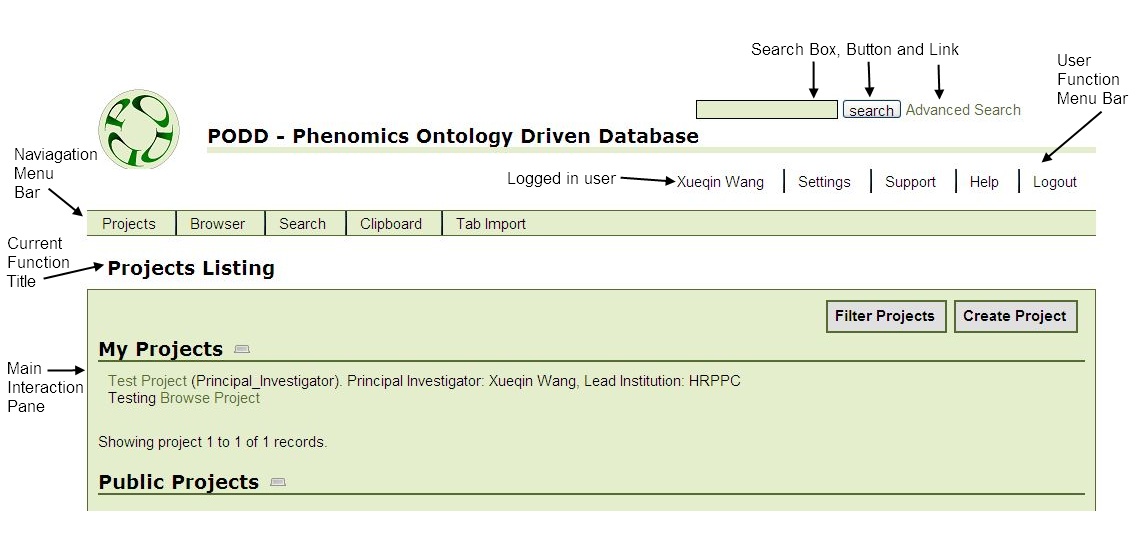 Search Box, Button and Link
User
Function
Menu Bar
search Advanced Search
PODD - Phenomics Ontology Driven Database
Naviagation
Menu
Bar
Logged in user Xueqin Wang Settings Support Help Logout
Projects Browser Search Clipboard Tab Import
Current
Function
Title
Projects Listing
Filter Projects Create Project
My Projects
Main
Interaction
Pane
Test Project (Principal_Investigator). Principal Investigator: Xueqin Wang, Lead Institution: HRPPC
Testing Browse Project
Showing project 1 to 1 of 1 records.
Public Projects